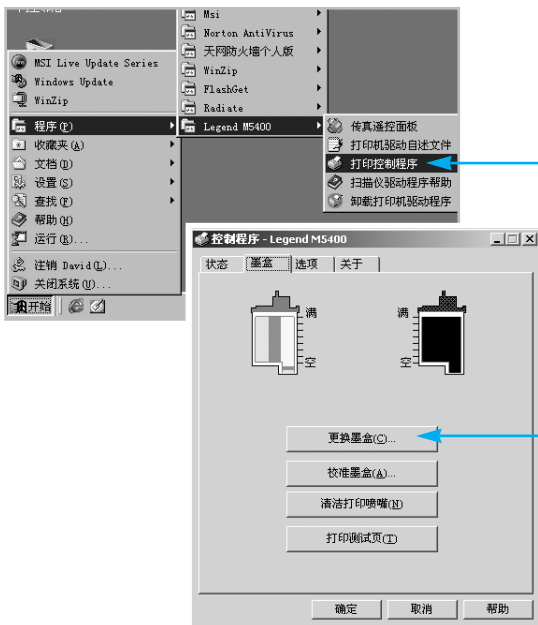 MSI Live Update Series
Windows Update
WinZip
程序(P)
收藏夹(A)
文档(D)
设置(S)
查找(F)
帮助(H)
运行(R)...
注销 David(L)...
关闭系统(U)...
开始
Msi
Norton AntiVirus
天网防火墙个人版
WinZip
FlashGet
Radiate
Legend M5400
传真遥控面板
打印机驱动自述文件
打印控制程序
扫描仪驱动程序帮助
卸载打印机驱动程序
控制程序 - Legend M5400
状态 墨盒 选项 关于
满 满
空 空
更换墨盒(C)...
校准墨盒(A)...
清洁打印喷嘴(N)
打印测试页(T)
确定 取消 帮助